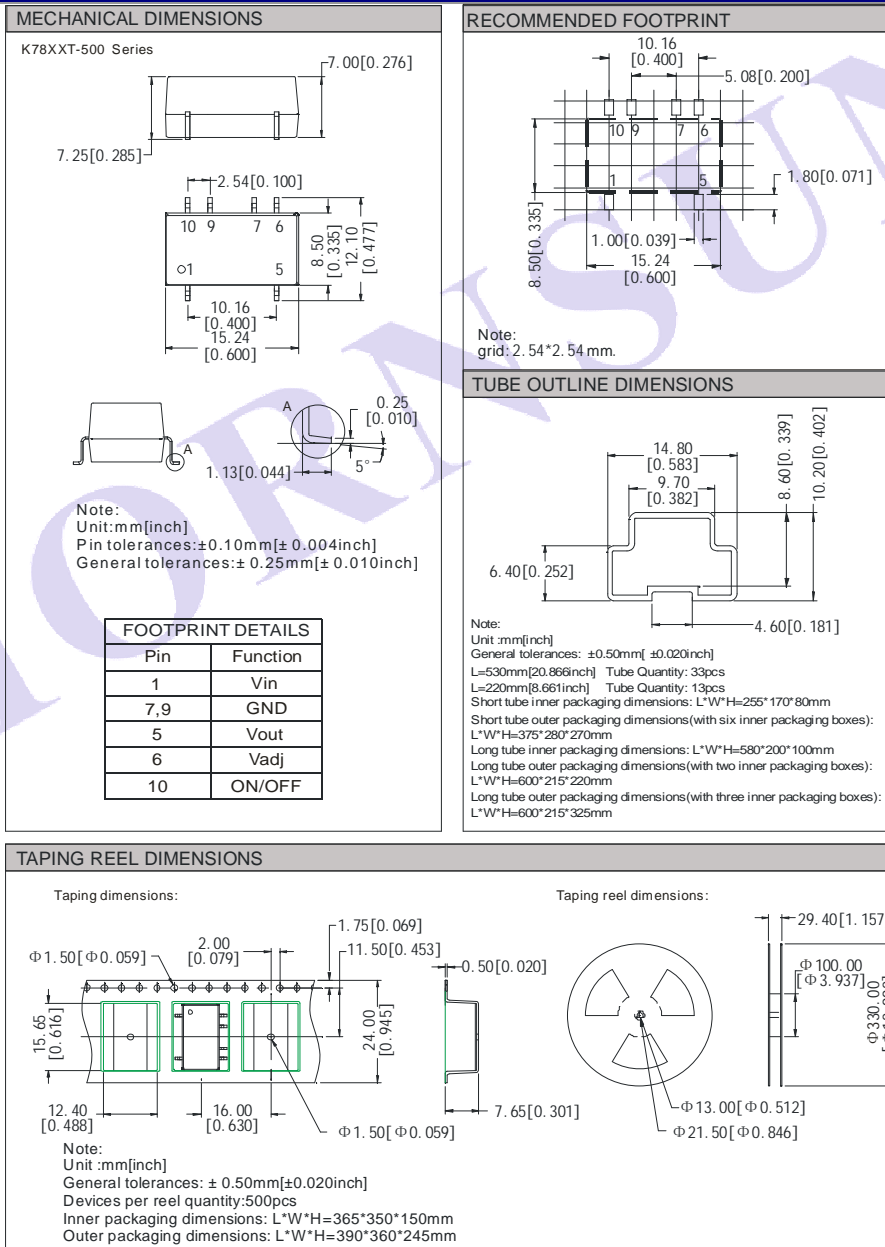 MECHANICAL DIMENSIONS
K78XXT-500 Series
7.00[0.276]
7.25[0.285]
2.54[0.100]
10 9 7 6
1 5
8.50
[0.335]
12.10
[0.477]
10.16
[0.400]
15.24
[0.600]
A
A
0.25
[0.010]
1.13[0.044]
5°
Note:
Unit:mm[inch]
Pin tolerances:±0.10mm[± 0.004inch]
General tolerances:± 0.25mm[± 0.010inch]
FOOTPRINT DETAILS
Pin Function
1 Vin
7,9 GND
5 Vout
6 Vadj
10 ON/OFF
RECOMMENDED FOOTPRINT
10.16
[0.400]
5.08[0.200]
10 9 7 6
1 5
1.80[0.071]
8.50[0.335]
1.00[0.039]
15.24
[0.600]
Note:
grid:2.54*2.54mm.
TUBE OUTLINE DIMENSIONS
14.80
[0.583]
9.70
[0.382]
8.60[0.339]
10.20[0.402]
6.40[0.252]
4.60[0.181]
Note:
Unit :mm[inch]
General tolerances: ±0.50mm[ ±0.020inch]
L=530mm[20.866inch] Tube Quantity: 33pcs
L=220mm[8.661inch] Tube Quantity: 13pcs
Short tube inner packaging dimensions: L*W*H=255*170*80mm
Short tube outer packaging dimensions(with six inner packaging boxes):
L*W*H=375*280*270mm
Long tube inner packaging dimensions: L*W*H=580*200*100mm
Long tube outer packaging dimensions(with two inner packaging boxes):
L*W*H=600*215*220mm
Long tube outer packaging dimensions(with three inner packaging boxes):
L*W*H=600*215*325mm
TAPING REEL DIMENSIONS
Taping dimensions:
Φ1.50[Φ0.059]
2.00
[0.079]
1.75[0.069]
11.50[0.453]
15.65
[0.616]
24.00
[0.945]
12.40
[0.488]
16.00
[0.630]
Φ1.50[Φ0.059]
0.50[0.020]
7.65[0.301]
Taping reel dimensions:
29.40[1.157
Φ100.00
[Φ3.937]
Φ330.00
Φ13.00[Φ0.512]
Φ21.50[Φ0.846]
Note:
Unit :mm[inch]
General tolerances: ± 0.50mm[±0.020inch]
Devices per reel quantity:500pcs
Inner packaging dimensions: L*W*H=365*350*150mm
Outer packaging dimensions: L*W*H=390*360*245mm
ORNSUN